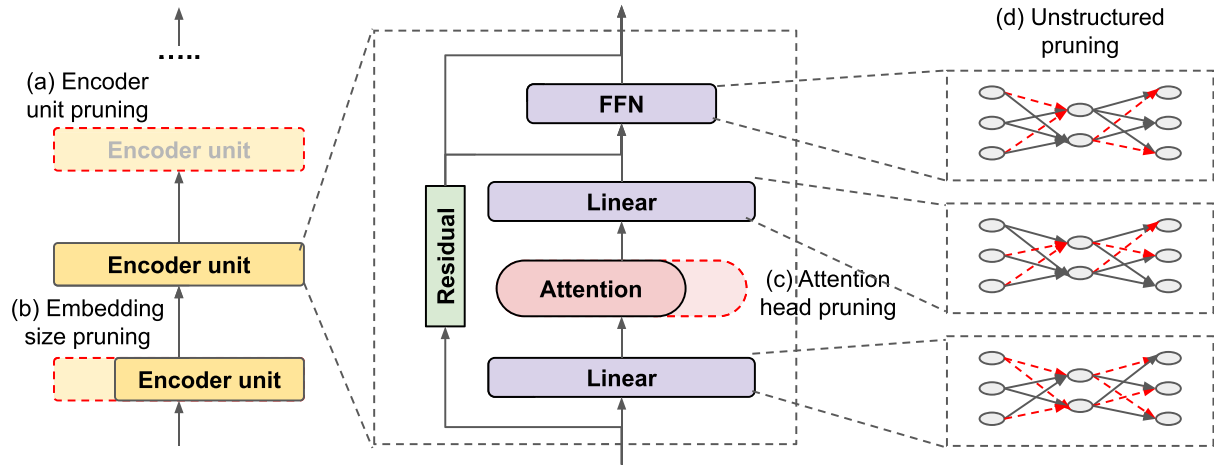 .....
(a) Encoder
unit pruning
Encoder unit
Encoder unit
(b) Embedding
size pruning
Encoder unit
FFN
Linear
Residual
Attention
(c) Attention
head pruning
Linear
(d) Unstructured
pruning